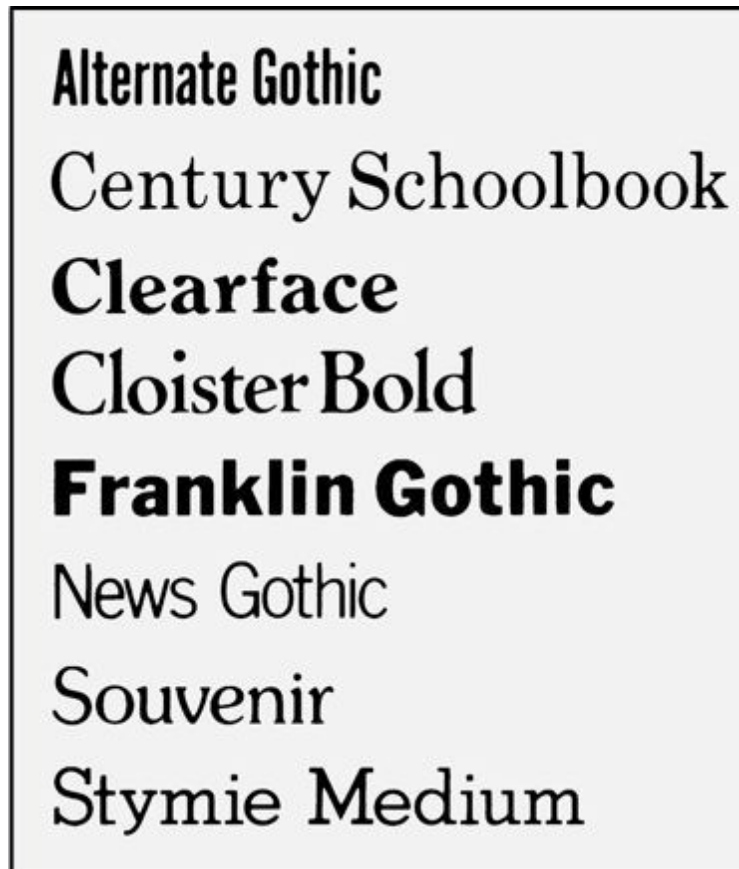 Alternate Gothic
Century Schoolbook
Clearface
Cloister Bold
Franklin Gothic
News Gothic
Souvenir
Stymie Medium